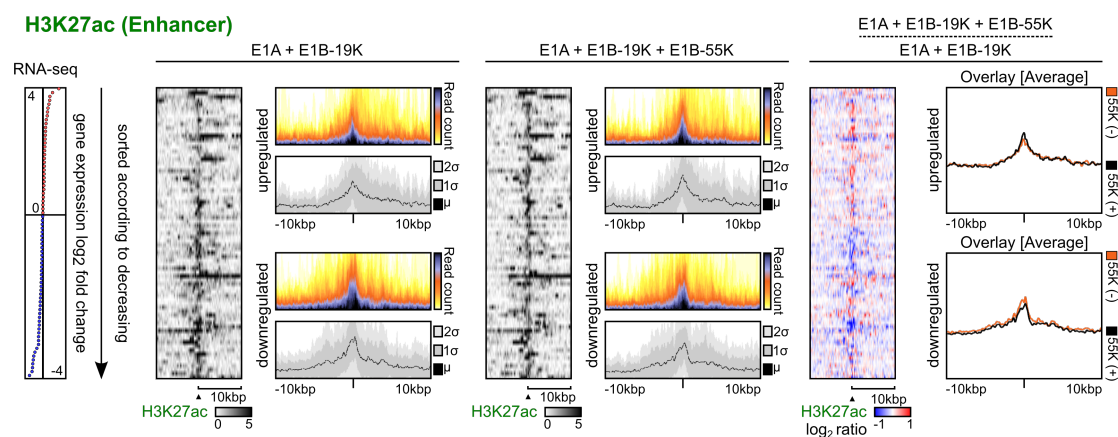 H3K27ac (Enhancer)
E1A + E1B-19K + E1B-55K
E1A + E1B-19K
E1A + E1B-19K
E1A + E1B-19K + E1B-55K
RNA-seq
4
0
-4
gene expression log2 fold change
sorted according to decreasing
10kbp
H3K27ac
0 5
upregulated
Read count
2σ
1σ
μ
-10kbp 10kbp
downregulated
Read count
2σ
1σ
μ
-10kbp 10kbp
10kbp
H3K27ac
0 5
upregulated
Read count
2σ
1σ
μ
-10kbp 10kbp
downregulated
Read count
2σ
1σ
μ
-10kbp 10kbp
10kbp
H3K27ac
log2 ratio
-1 1
Overlay [Average]
upregulated
55K (-)
55K (+)
-10kbp 10kbp
Overlay [Average]
downregulated
55K (-)
55K (+)
-10kbp 10kbp